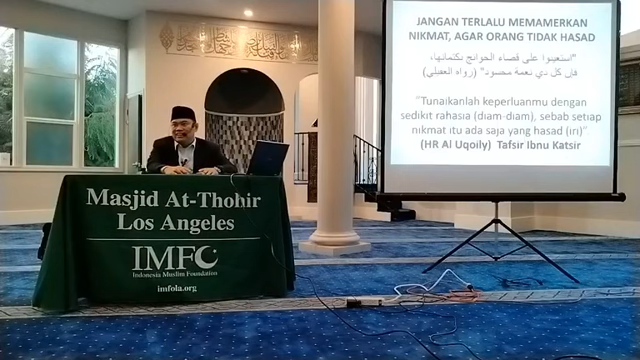 Masjid At-Thohir
Los Angeles
IMF
Indonesia Muslim Foundation
imfola.org
JANGAN TERLALU MEMAMERKAN
NIKMAT, AGAR ORANG TIDAK HASAD
"استعينوا على قضاء الحوائج بكتمانها،
فإن كل ذي نعمة محسود" (رواه العقيلي)
"Tunaikanlah keperluanmu dengan
sedikit rahasia (diam-diam), sebab setiap
nikmat itu ada saja yang hasad (iri)"
(HR Al Uqoily) Tafsir Ibnu Katsir